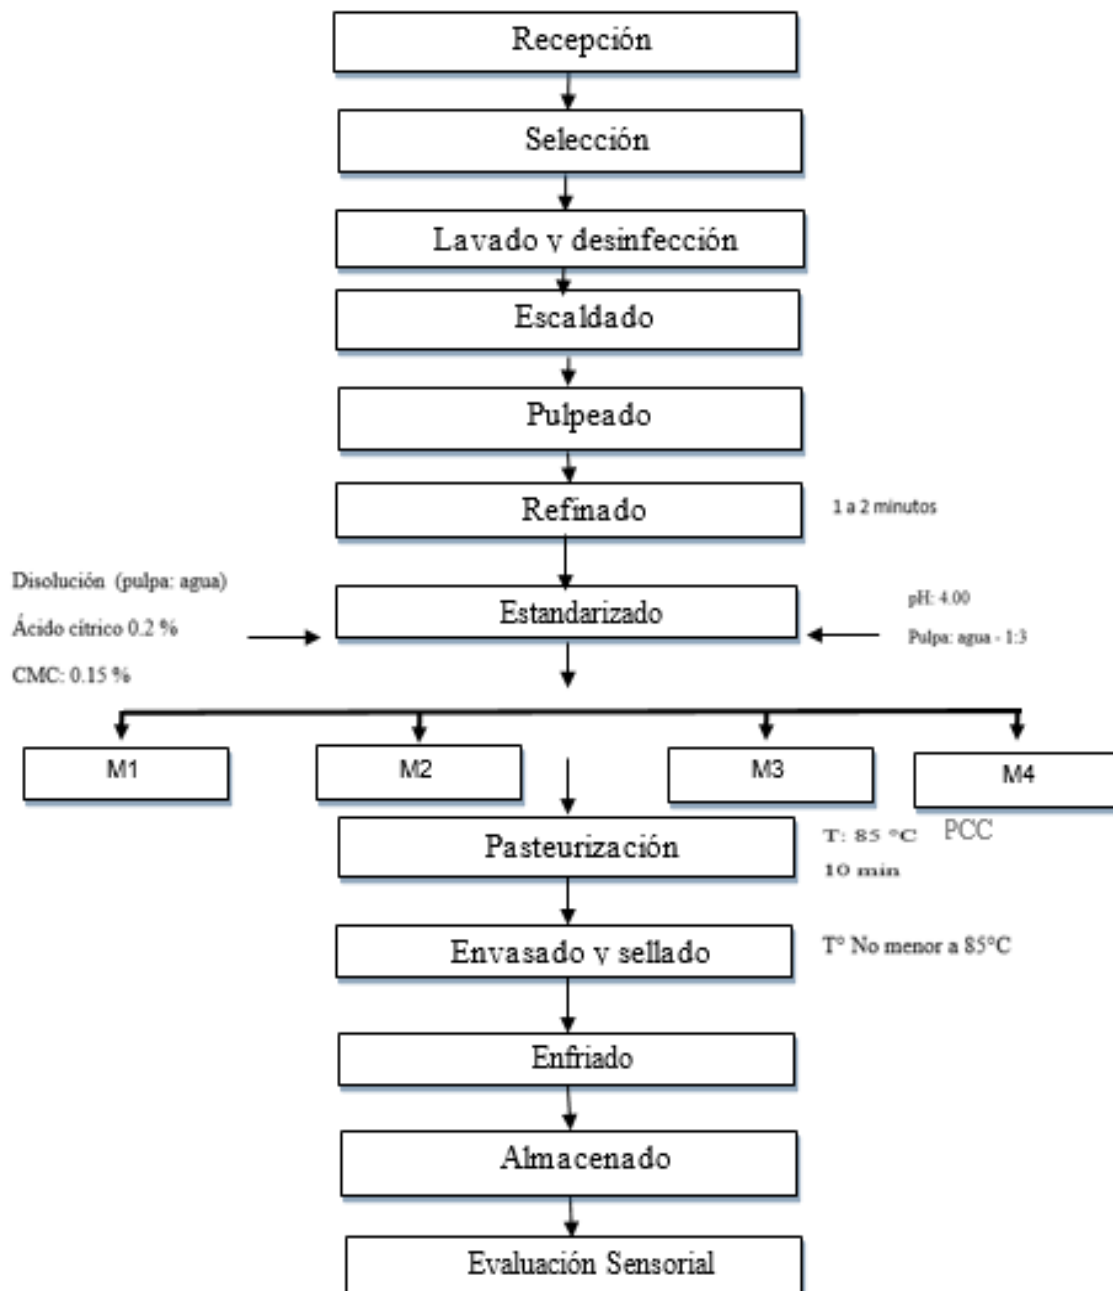 Recepción
Selección
Lavado y desinfección
Escaldado
Pulpeado
Refinado
1 a 2 minutos
Disolución (pulpa: agua)
Ácido cítrico 0.2 %
CMC: 0.15 %
Estandarizado
pH: 4.00
Pulpa: agua - 1:3
M1
M2
M3
M4
Pasteurización
T: 85 °C
PCC
10 min
Envasado y sellado
T° No menor a 85°C
Enfriado
Almacenado
Evaluación Sensorial